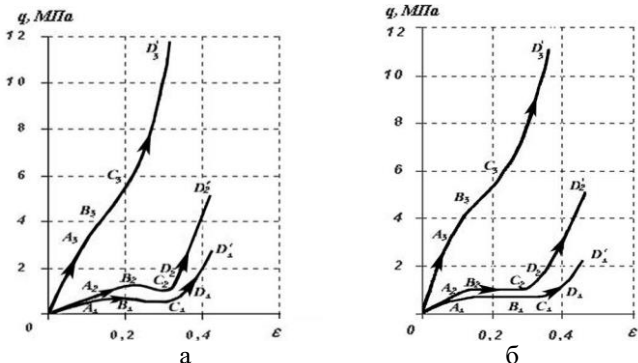 q, МПа
12
10
8
6
4
2
0
0,2
0,4
ε
D'₃
C₃
B₃
A₃
D'₂
D₂
C₂
B₂
A₂
D'₁
D₁
C₁
B₁
A₁
а
q, МПа
12
10
8
6
4
2
0
0,2
0,4
ε
D'₃
C₃
B₃
A₃
D'₂
D₂
C₂
B₂
A₂
D'₁
D₁
C₁
B₁
A₁
б